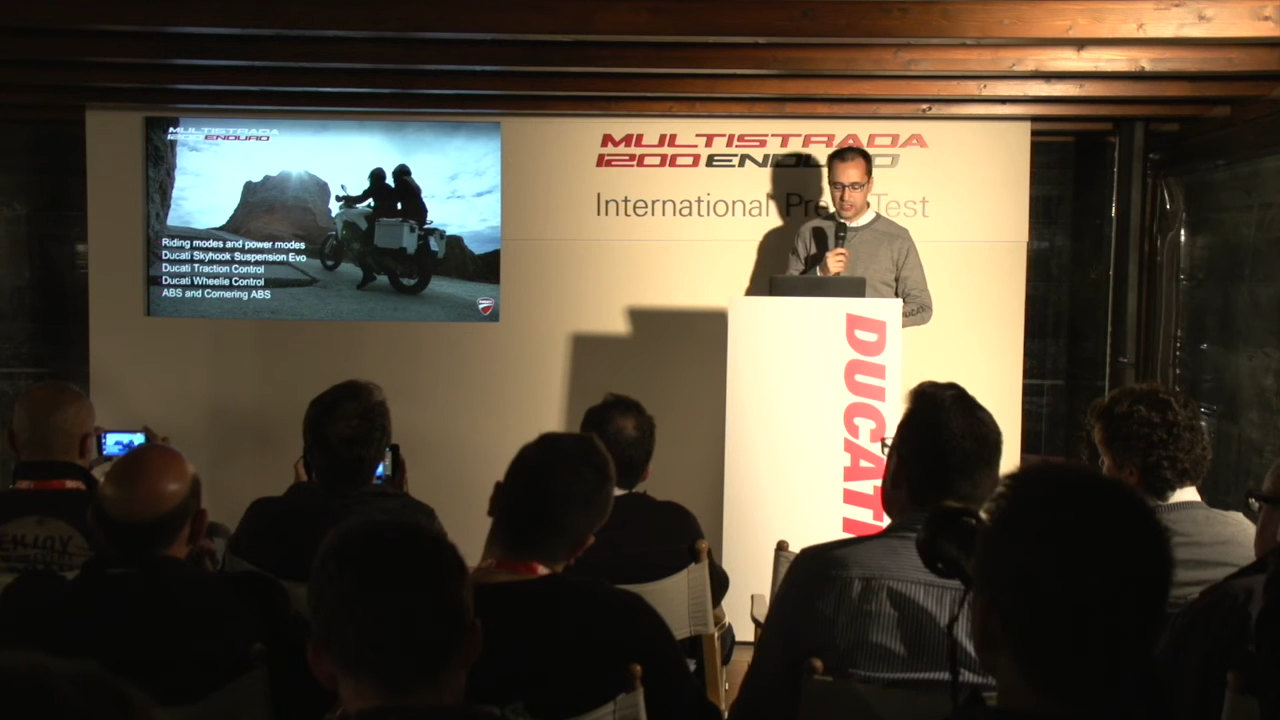 MULTISTRADA
1200 ENDURO
Riding modes and power modes
Ducati Skyhook Suspension Evo
Ducati Traction Control
Ducati Wheelie Control
ABS and Cornering ABS
MULTISTRADA
1200 ENDURO
International Press Test
DUCATI